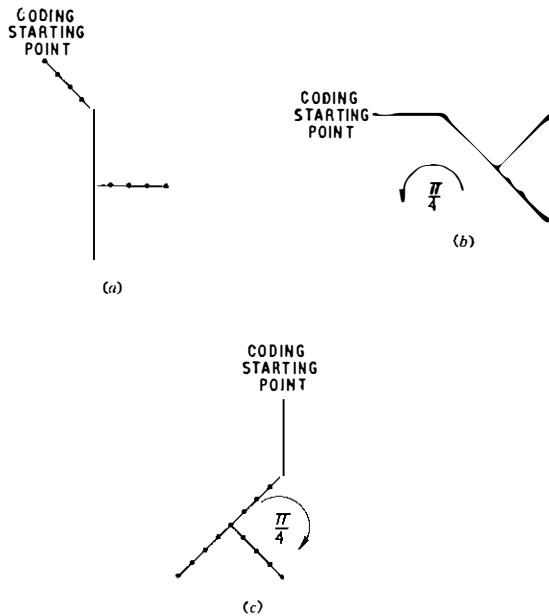 CODING
STARTING
POINT
(a)
CODING
STARTING
POINT
π/4
(b)
CODING
STARTING
POINT
π/4
(c)